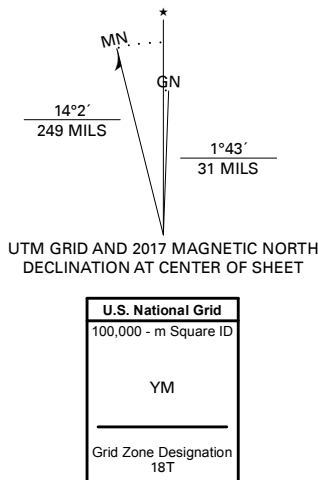 ★
MN
GN
14°2´
249 MILS
1°43´
31 MILS
UTM GRID AND 2017 MAGNETIC NORTH
DECLINATION AT CENTER OF SHEET
U.S. National Grid
100,000 - m Square ID
YM
Grid Zone Designation
18T